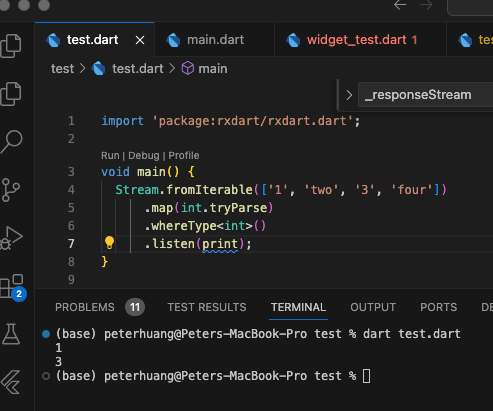 test.dart
main.dart
widget_test.dart 1
tes
test > test.dart > main
_responseStream
1 import 'package:rxdart/rxdart.dart';
2
Run | Debug | Profile
3 void main() {
4 Stream.fromIterable(['1', 'two', '3', 'four'])
5 .map(int.tryParse)
6 .whereType<int>()
7 .listen(print);
8 }
9
2
PROBLEMS 11 TEST RESULTS TERMINAL OUTPUT PORTS DE
(base) peterhuang@Peters-MacBook-Pro test % dart test.dart
1
3
(base) peterhuang@Peters-MacBook-Pro test %